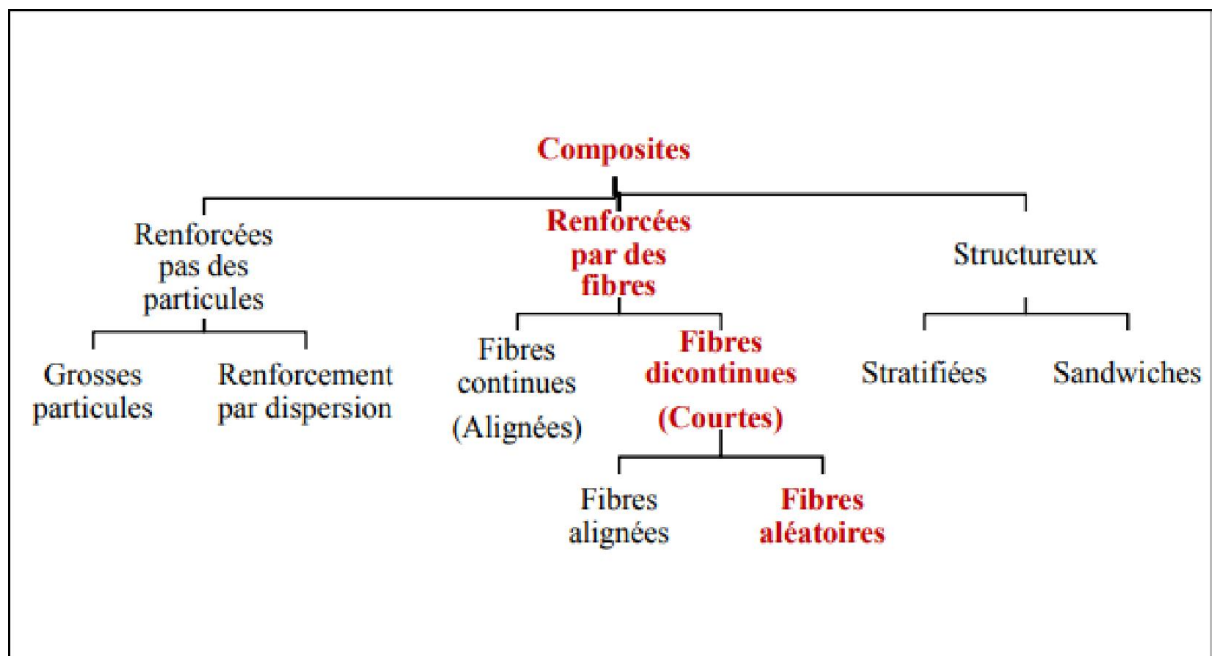 Composites
Renforcées
pas des
particules
Renforcées
par des
fibres
Structureux
Grosses
particules
Renforcement
par dispersion
Fibres
continues
(Alignées)
Fibres
dicontinues
(Courtes)
Stratifiées
Sandwiches
Fibres
alignées
Fibres
aléatoires